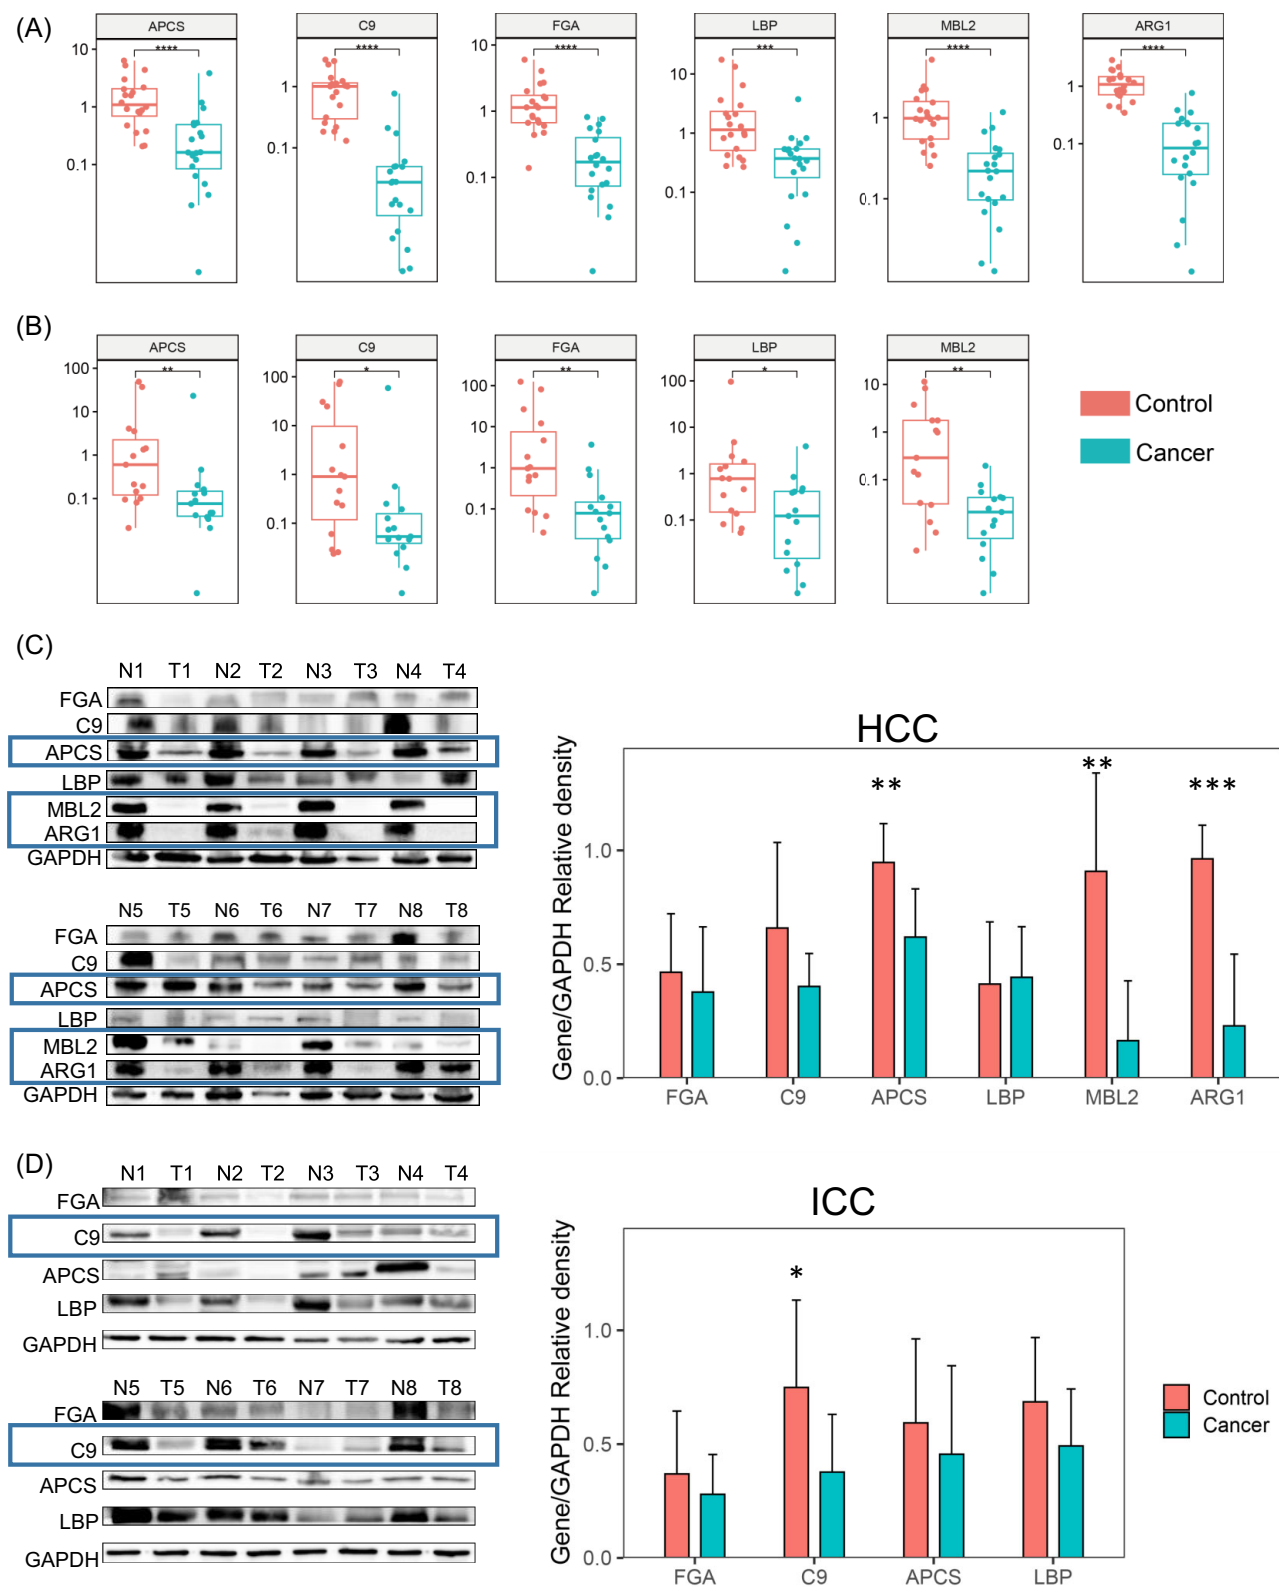 (A)
APCS C9 FGA LBP MBL2 ARG1
**** **** **** *** **** ****
10 1 0.1
1 0.1
10 1 0.1
10 1 0.1
1 0.1
1 0.1
(B)
APCS C9 FGA LBP MBL2
** * ** * **
100 10 1 0.1
100 10 1 0.1
100 10 1 0.1
100 10 1 0.1
10 1 0.1
Control
Cancer
(C)
N1 T1 N2 T2 N3 T3 N4 T4
FGA
C9
APCS
LBP
MBL2
ARG1
GAPDH
N5 T5 N6 T6 N7 T7 N8 T8
FGA
C9
APCS
LBP
MBL2
ARG1
GAPDH
HCC
Gene/GAPDH Relative density
** ** ***
1.0
0.5
0.0
FGA C9 APCS LBP MBL2 ARG1
(D)
N1 T1 N2 T2 N3 T3 N4 T4
FGA
C9
APCS
LBP
GAPDH
N5 T5 N6 T6 N7 T7 N8 T8
FGA
C9
APCS
LBP
GAPDH
ICC
Gene/GAPDH Relative density
*
1.0
0.5
0.0
FGA C9 APCS LBP
Control
Cancer